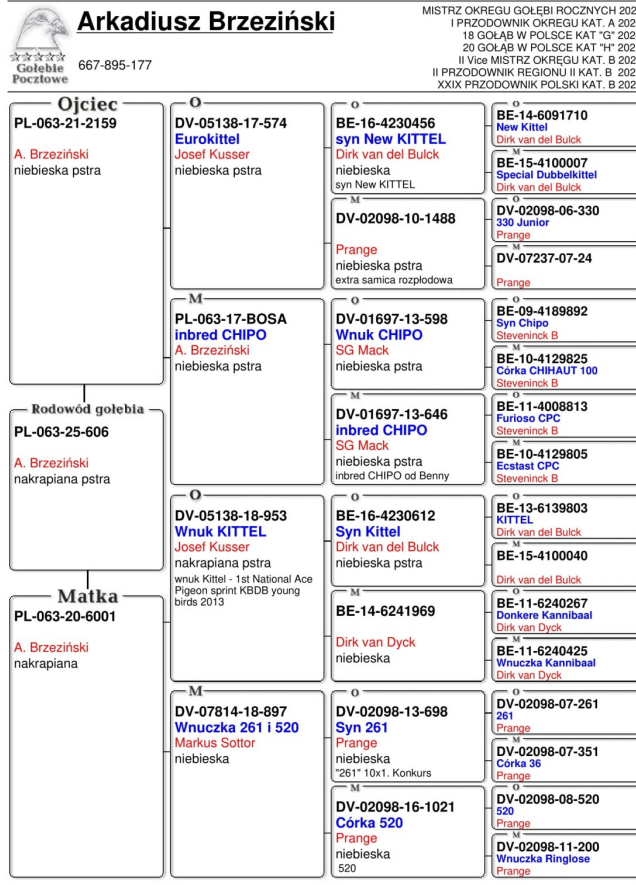 Arkadiusz Brzeziński
667-895-177
Gołębie
Pocztowe
MISTRZ OKRĘGU GOŁĘBI ROCZNYCH 202
I PRZODOWNIK OKRĘGU KAT. A 202
18 GOŁĄB W POLSCE KAT "G" 202
20 GOŁĄB W POLSCE KAT "H" 202
II Vice MISTRZ OKRĘGU KAT. B 202
II PRZODOWNIK REGIONU II KAT. B 202
XXIX PRZODOWNIK POLSKI KAT. B 202
Ojciec
PL-063-21-2159
A. Brzeziński
niebieska pstra
Rodowód gołębia
PL-063-25-606
A. Brzeziński
nakrapiana pstra
Matka
PL-063-20-6001
A. Brzeziński
nakrapiana
O
DV-05138-17-574
Eurokittel
Josef Kusser
niebieska pstra
M
PL-063-17-BOSA
inbred CHIPO
A. Brzeziński
niebieska pstra
O
DV-05138-18-953
Wnuk KITTEL
Josef Kusser
nakrapiana pstra
wnuk Kittel - 1st National Ace
Pigeon sprint KBDB young
birds 2013
M
DV-07814-18-897
Wnuczka 261 i 520
Markus Sottor
niebieska
O
BE-16-4230456
syn New KITTEL
Dirk van del Bulck
niebieska
syn New KITTEL
M
DV-02098-10-1488
Prange
niebieska pstra
extra samica rozpłodowa
O
DV-01697-13-598
Wnuk CHIPO
SG Mack
niebieska pstra
M
DV-01697-13-646
inbred CHIPO
SG Mack
niebieska pstra
inbred CHIPO od Benny
O
BE-16-4230612
Syn Kittel
Dirk van del Bulck
niebieska pstra
M
BE-14-6241969
Dirk van Dyck
niebieska
O
DV-02098-13-698
Syn 261
Prange
niebieska
"261" 10x1. Konkurs
M
DV-02098-16-1021
Córka 520
Prange
niebieska
520
O
BE-14-6091710
New Kittel
Dirk van del Bulck
M
BE-15-4100007
Special Dubbelkittel
Dirk van del Bulck
O
DV-02098-06-330
330 Junior
Prange
M
DV-07237-07-24
Prange
O
BE-09-4189892
Syn Chipo
Steveninck B
M
BE-10-4129825
Córka CHIHAUT 100
Steveninck B
O
BE-11-4008813
Furioso CPC
Steveninck B
M
BE-10-4129805
Ecstast CPC
Steveninck B
O
BE-13-6139803
KITTEL
Dirk van del Bulck
M
BE-15-4100040
Dirk van del Bulck
O
BE-11-6240267
Donkere Kannibaal
Dirk van Dyck
M
BE-11-6240425
Wnuczka Kannibaal
Dirk van Dyck
O
DV-02098-07-261
261
Prange
M
DV-02098-07-351
Córka 36
Prange
O
DV-02098-08-520
520
Prange
M
DV-02098-11-200
Wnuczka Ringlose
Prange